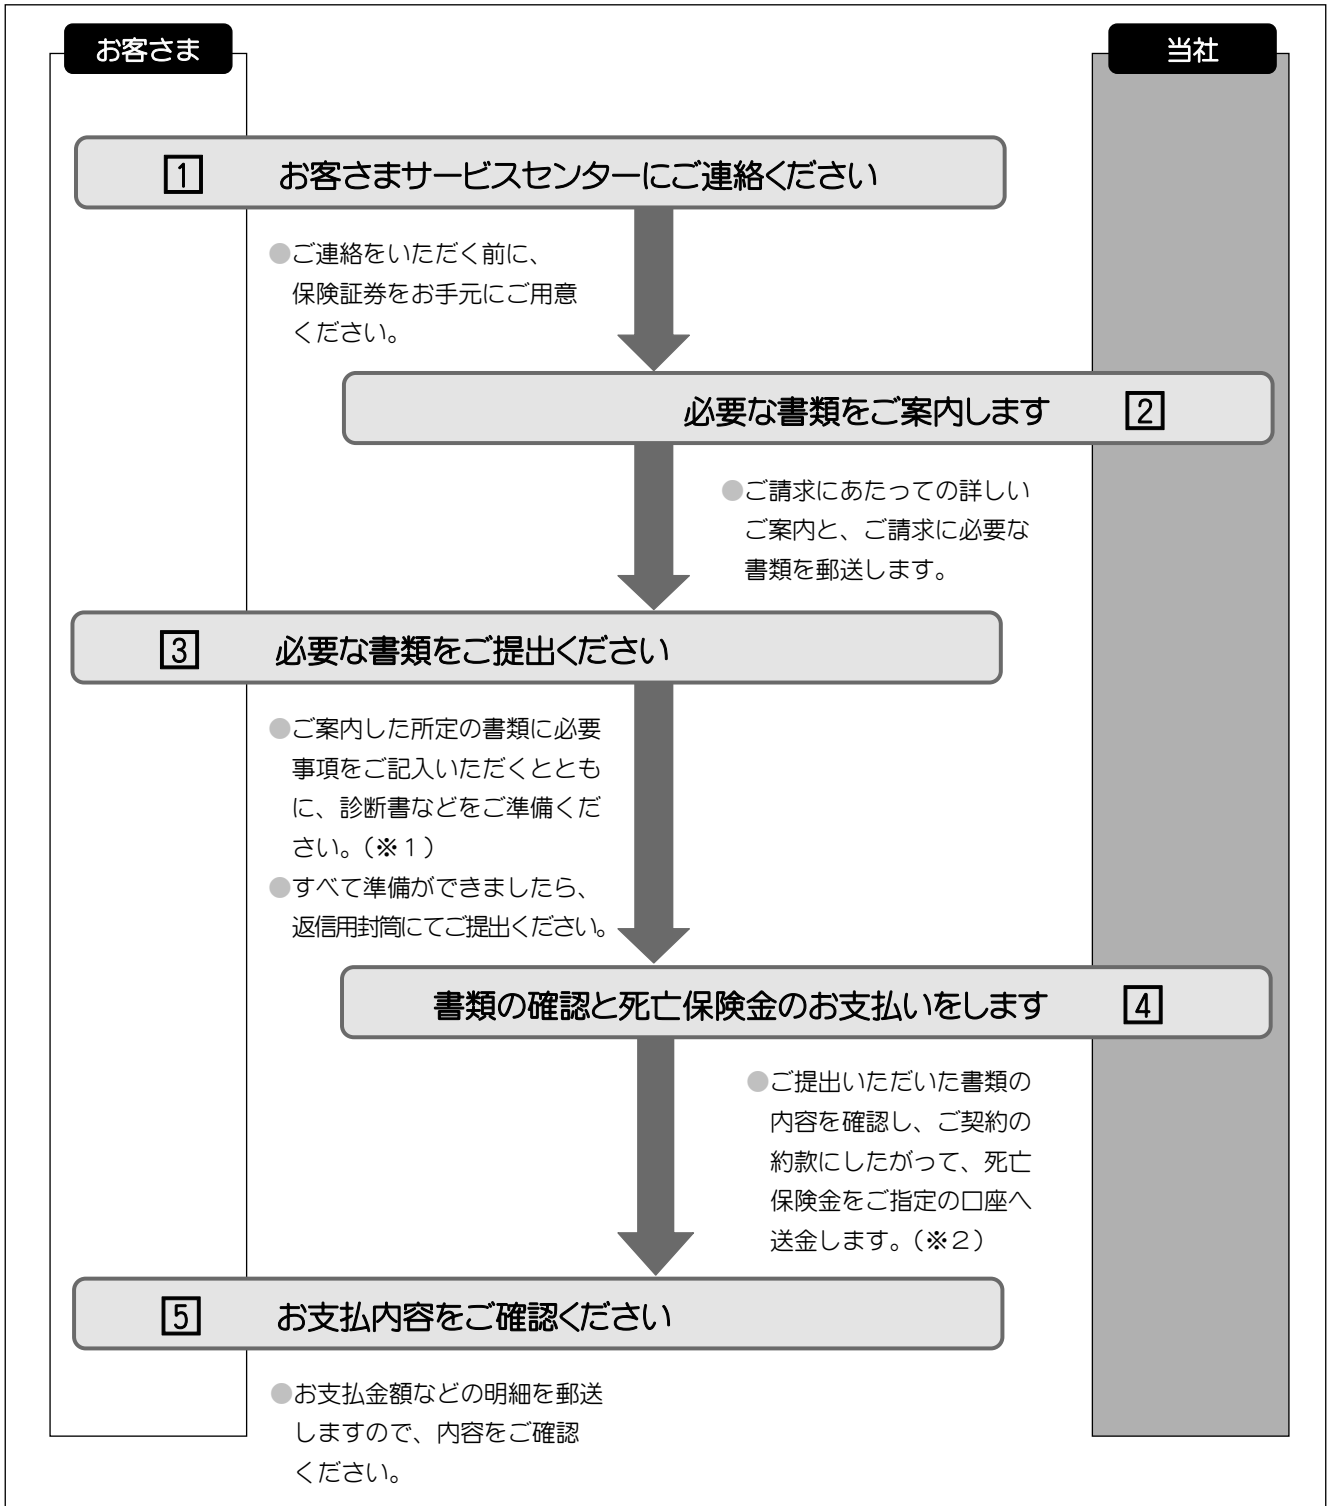 お客さま
当社
1 お客さまサービスセンターにご連絡ください
●ご連絡をいただく前に、
保険証券をお手元にご用意
ください。
必要な書類をご案内します 2
●ご請求にあたっての詳しい
ご案内と、ご請求に必要な
書類を郵送します。
3 必要な書類をご提出ください
●ご案内した所定の書類に必要
事項をご記入いただくととも
に、診断書などをご準備くだ
さい。(※1)
●すべて準備ができましたら、
返信用封筒にてご提出ください。
書類の確認と死亡保険金のお支払いをします 4
●ご提出いただいた書類の
内容を確認し、ご契約の
約款にしたがって、死亡
保険金をご指定の口座へ
送金します。(※2)
5 お支払内容をご確認ください
●お支払金額などの明細を郵送
しますので、内容をご確認
ください。